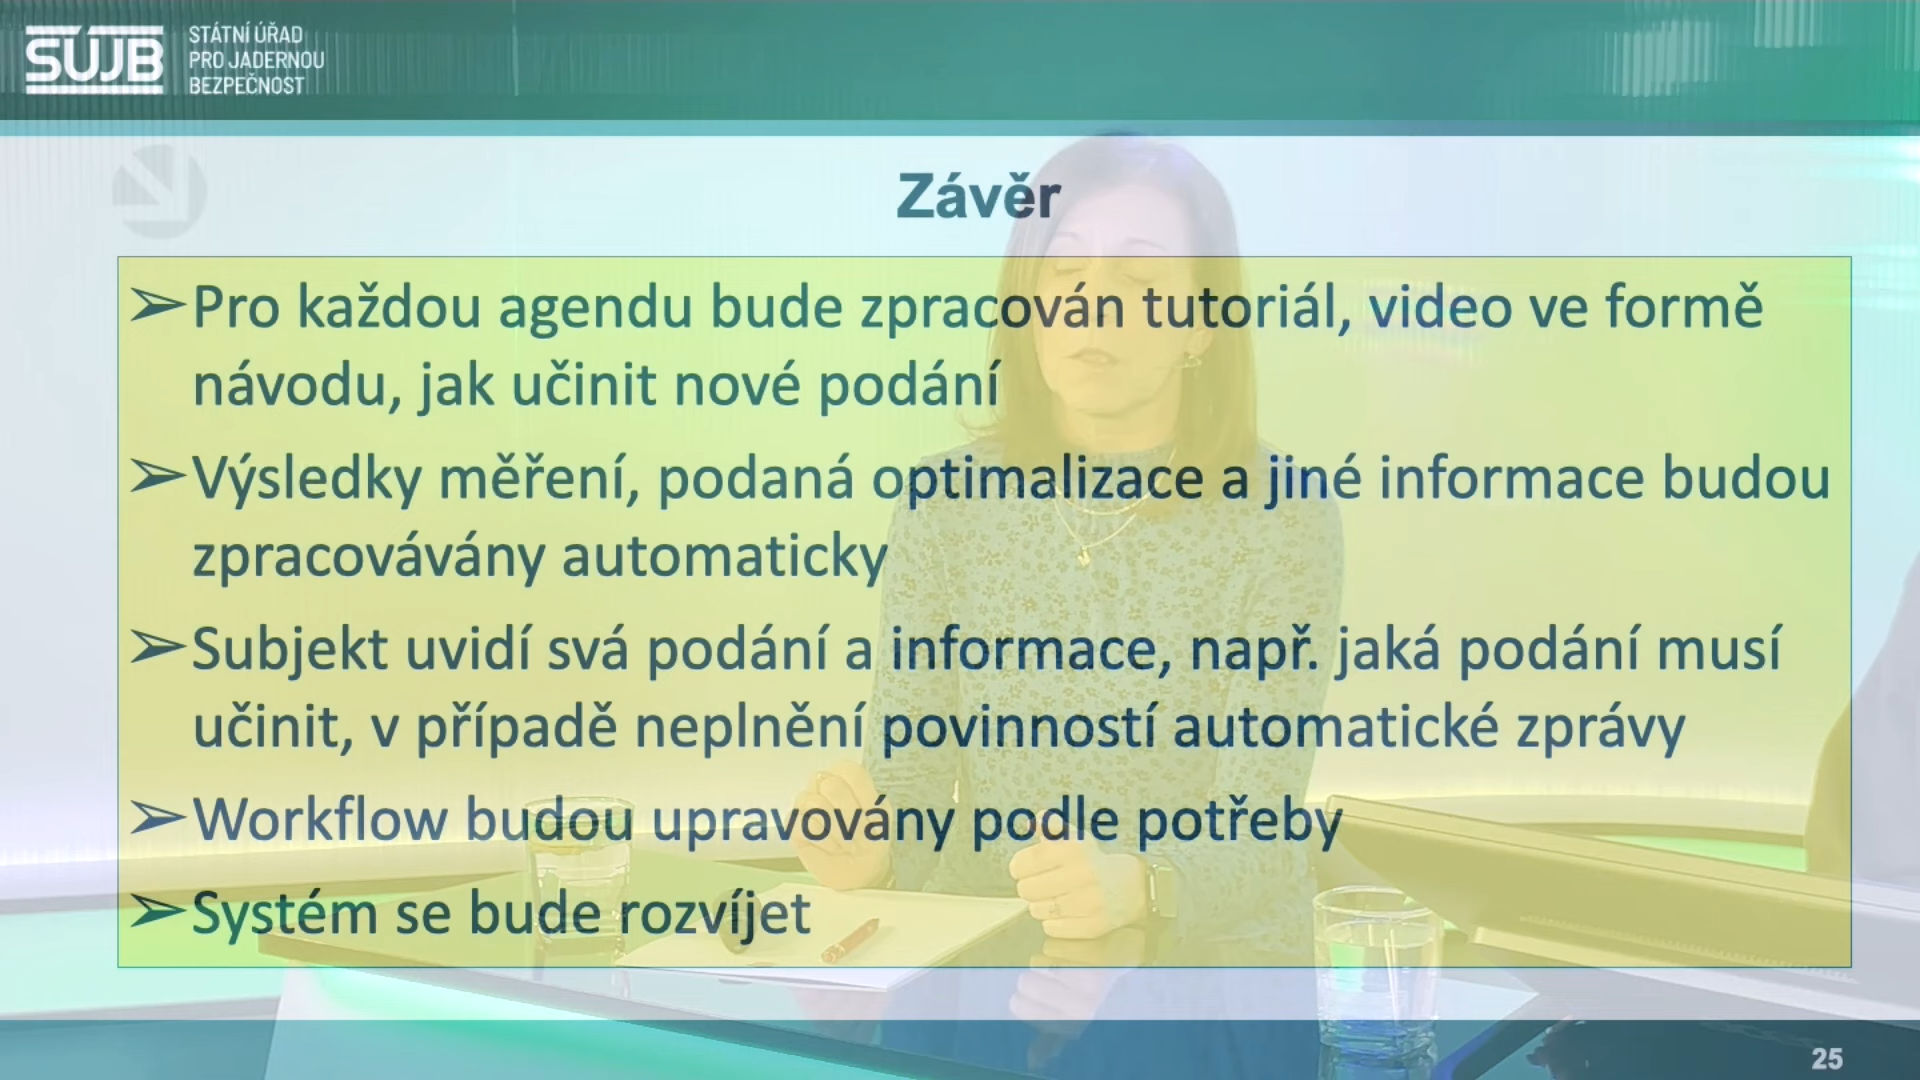 SÚJB
STÁTNÍ ÚŘAD
PRO JADERNOU
BEZPEČNOST
Závěr
➢Pro každou agendu bude zpracován tutoriál, video ve formě
návodu, jak učinit nové podání
➢Výsledky měření, podaná optimalizace a jiné informace budou
zpracovávány automaticky
➢Subjekt uvidí svá podání a informace, např. jaká podání musí
učinit, v případě neplnění povinností automatické zprávy
➢Workflow budou upravovány podle potřeby
➢Systém se bude rozvíjet
25